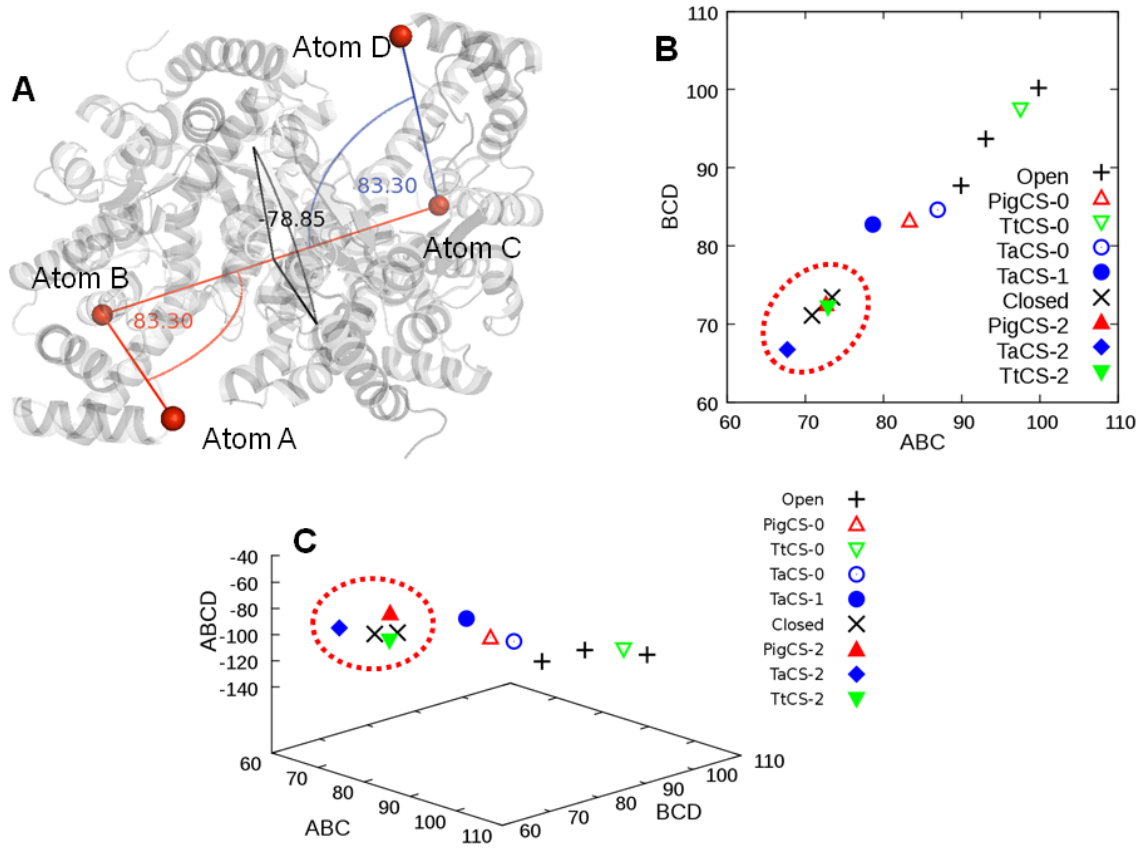 A
Atom D
83.30
-78.85
Atom C
Atom B
83.30
Atom A
B
110
100
90
80
70
60
BCD
60
70
80
90
100
110
ABC
Open
PigCS-0
TtCS-0
TaCS-0
TaCS-1
Closed
PigCS-2
TaCS-2
TtCS-2
C
-40
-60
-80
-100
-120
-140
ABCD
60
70
80
90
100
110
ABC
60
70
80
90
100
110
BCD
Open
PigCS-0
TtCS-0
TaCS-0
TaCS-1
Closed
PigCS-2
TaCS-2
TtCS-2